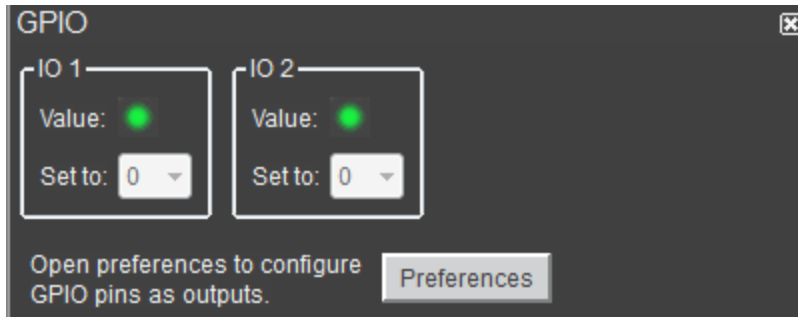 GPIO
IO 1
IO 2
Value:
Value:
Set to: 0
Set to: 0
Open preferences to configure
GPIO pins as outputs.
Preferences